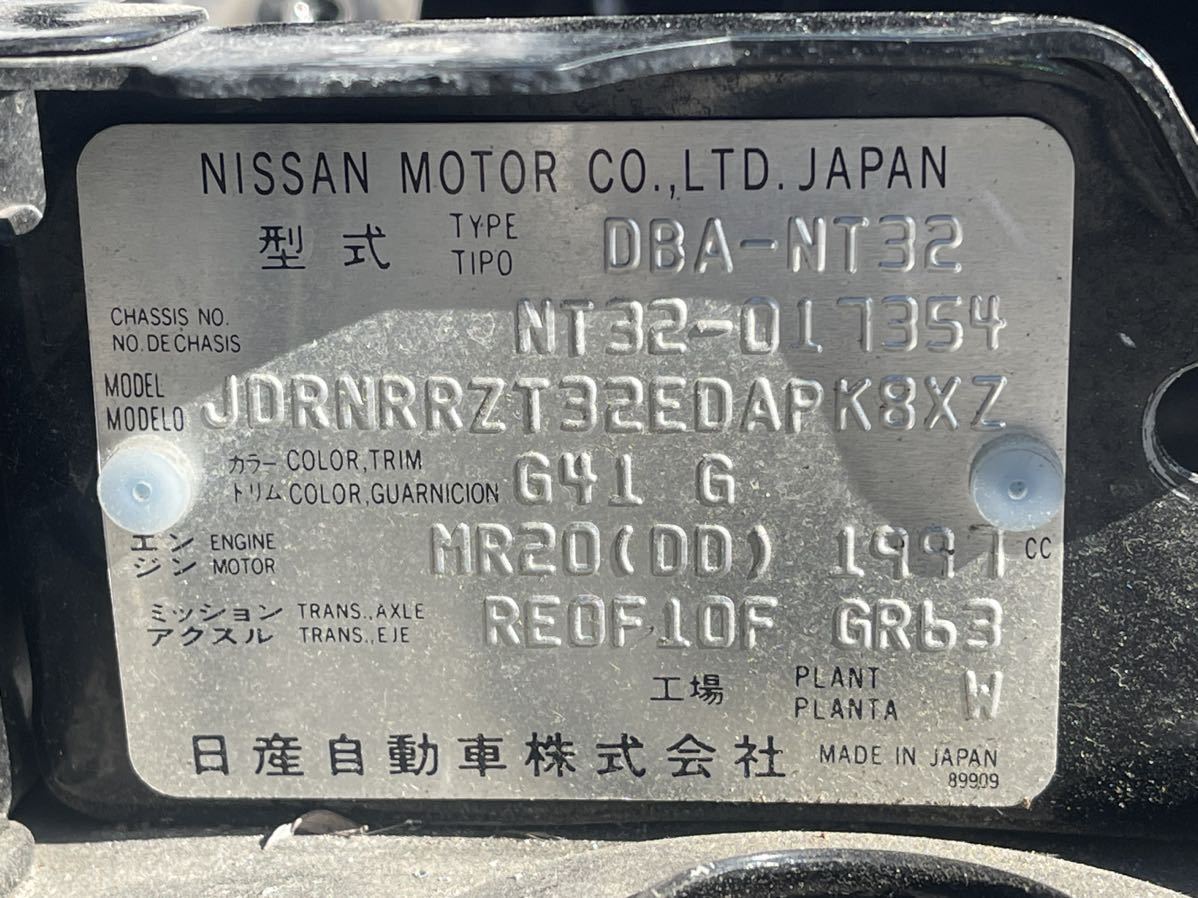 NISSAN MOTOR CO.,LTD. JAPAN
型式 TYPE TIPO DBA-NT32
CHASSIS NO. NO. DE CHASIS NT32-017354
MODEL MODELO JDRNRRZT32EDAPK8XZ
カラー COLOR,TRIM
トリム COLOR,GUARNICION G41 G
エンジン ENGINE MOTOR MR20(DD) 1997 CC
ミッション TRANS.,AXLE
アクスル TRANS.,EJE RE0F10F GR63
工場 PLANT PLANTA W
日産自動車株式会社 MADE IN JAPAN
89909